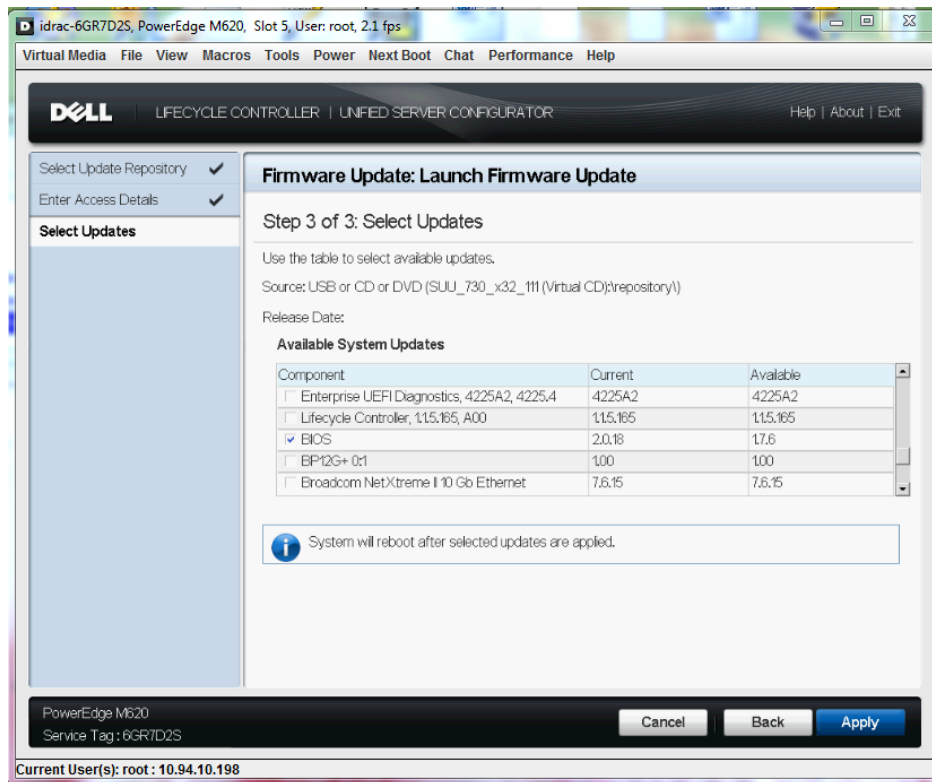 idrac-6GR7D2S, PowerEdge M620, Slot 5, User: root, 2.1 fps
Virtual Media File View Macros Tools Power Next Boot Chat Performance Help
DELL LIFECYCLE CONTROLLER | UNIFIED SERVER CONFIGURATOR Help | About | Exit
Select Update Repository
Enter Access Details
Select Updates
Firmware Update: Launch Firmware Update
Step 3 of 3: Select Updates
Use the table to select available updates.
Source: USB or CD or DVD (SUU_730_x32_111 (Virtual CD):\repository\)
Release Date:
Available System Updates
Component Current Available
Enterprise UEFI Diagnostics, 4225A2, 4225.4 4225A2 4225A2
Lifecycle Controller, 1.1.5.165, A00 1.1.5.165 1.1.5.165
BIOS 2.0.18 1.7.6
BP12G+ 0:1 1.00 1.00
Broadcom NetXtreme II 10 Gb Ethernet 7.6.15 7.6.15
System will reboot after selected updates are applied.
PowerEdge M620
Service Tag : 6GR7D2S
Cancel Back Apply
Current User(s): root : 10.94.10.198